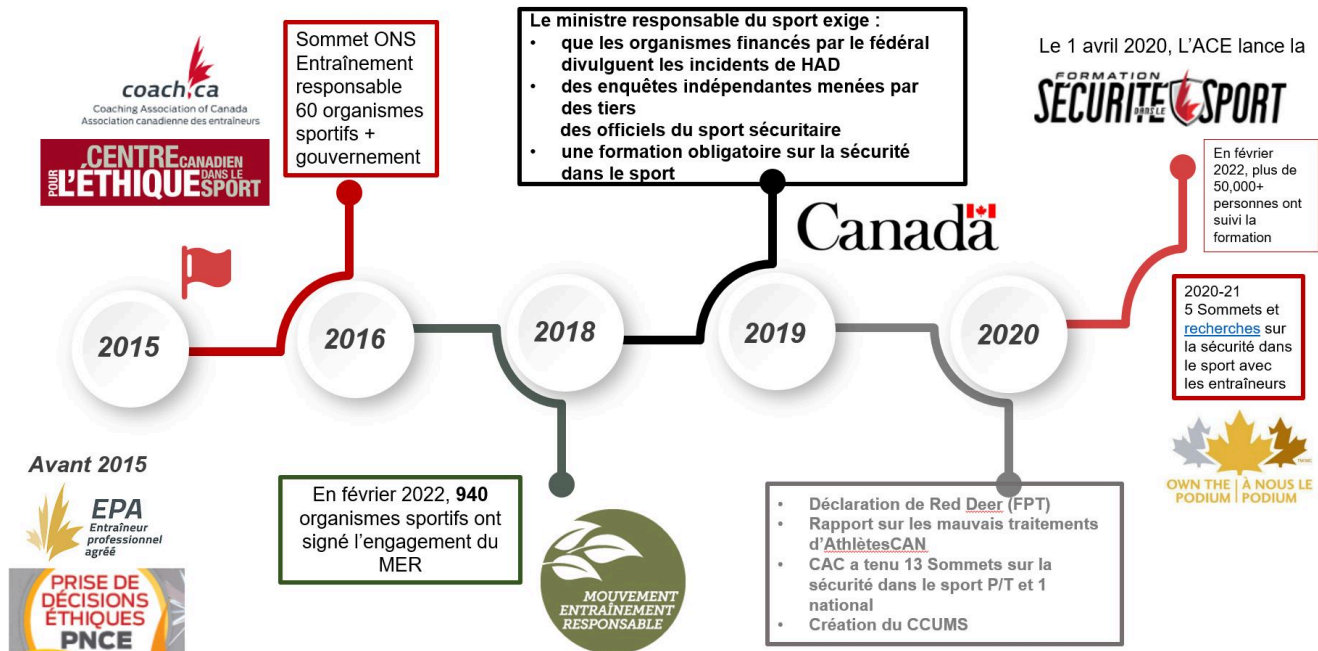 coach.ca
Coaching Association of Canada
Association canadienne des entraîneurs
CENTRE CANADIEN
POUR L'ÉTHIQUE DANS LE SPORT
Sommet ONS
Entraînement
responsable
60 organismes
sportifs +
gouvernement
Le ministre responsable du sport exige :
• que les organismes financés par le fédéral
divulguent les incidents de HAD
• des enquêtes indépendantes menées par
des tiers
des officiels du sport sécuritaire
• une formation obligatoire sur la sécurité
dans le sport
Canada
Le 1 avril 2020, L'ACE lance la
FORMATION
SÉCURITÉ DANS LE SPORT
En février
2022, plus de
50,000+
personnes ont
suivi la
formation
2015
2016
2018
2019
2020
2020-21
5 Sommets et
recherches sur
la sécurité dans
le sport avec
les entraîneurs
OWN THE | À NOUS LE
PODIUM | PODIUM
Avant 2015
EPA
Entraîneur
professionnel
agréé
PRISE DE
DÉCISIONS
ÉTHIQUES
PNCE
En février 2022, 940
organismes sportifs ont
signé l'engagement du
MER
MOUVEMENT
ENTRAÎNEMENT
RESPONSABLE
• Déclaration de Red Deer (FPT)
• Rapport sur les mauvais traitements
d'AthlètesCAN
• CAC a tenu 13 Sommets sur la
sécurité dans le sport P/T et 1
national
• Création du CCUMS